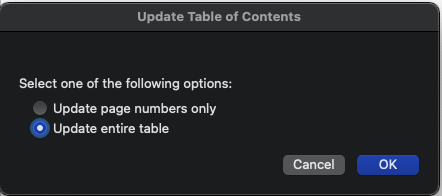 Update Table of Contents
Select one of the following options:
Update page numbers only
Update entire table
Cancel OK